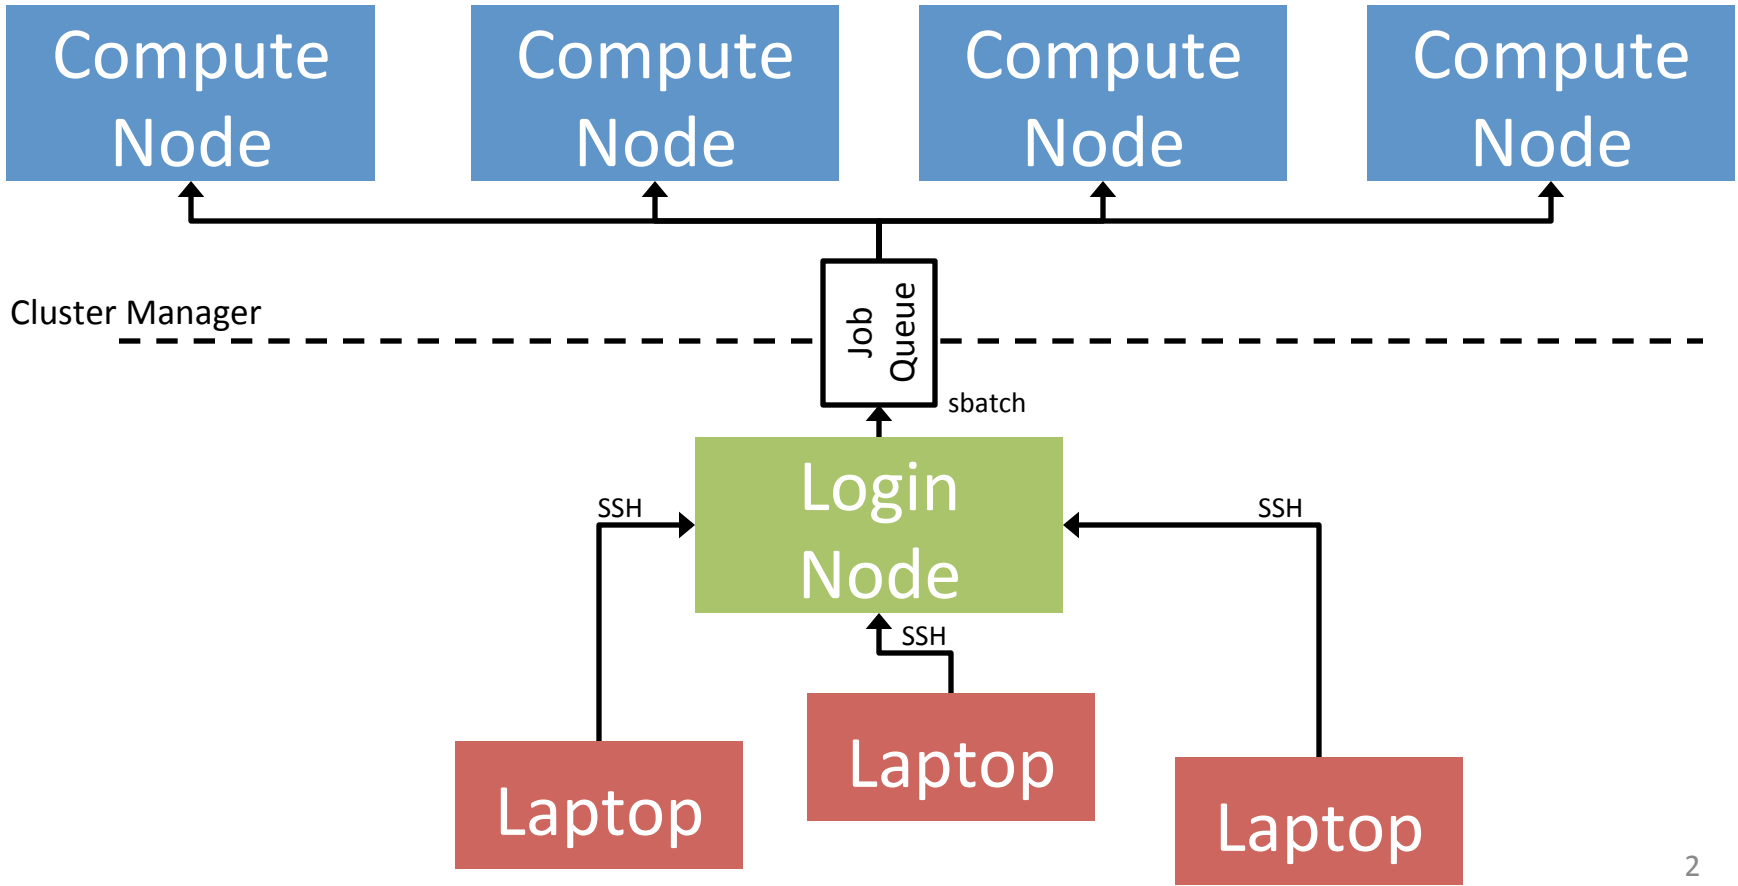 Compute
Node
Compute
Node
Compute
Node
Compute
Node
Cluster Manager
Job
Queue
sbatch
Login
Node
SSH
SSH
SSH
Laptop
Laptop
Laptop
2